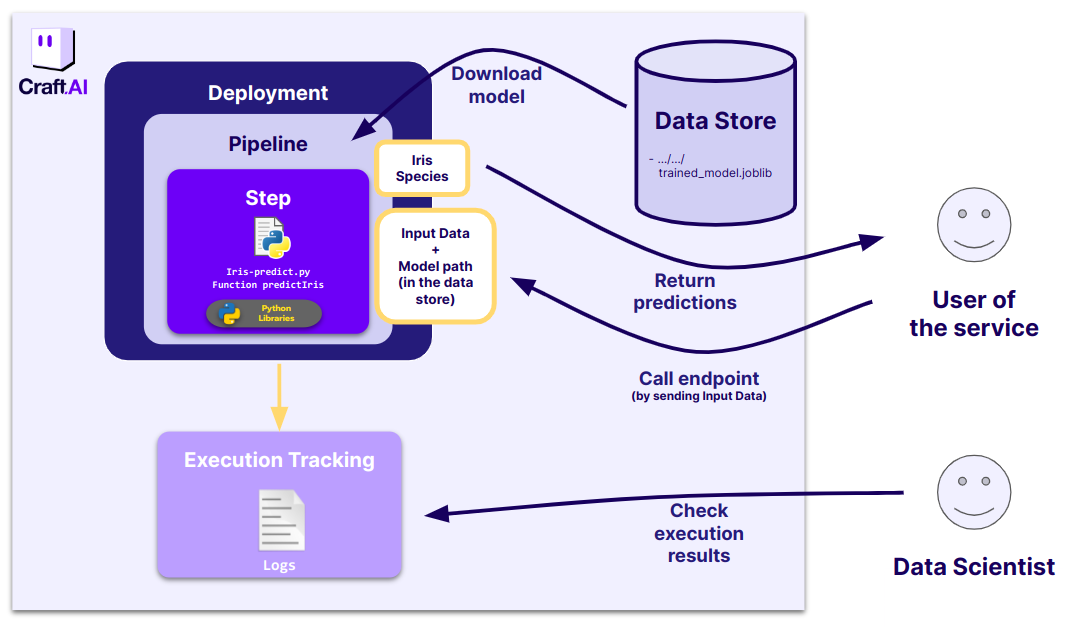 Craft.AI
Deployment
Pipeline
Step
Iris-predict.py
Function predictIris
Python
Libraries
Iris
Species
Input Data
+
Model path
(in the data
store)
Download
model
Data Store
- .../.../
trained_model.joblib
Return
predictions
User of
the service
Call endpoint
(by sending Input Data)
Execution Tracking
Logs
Check
execution
results
Data Scientist